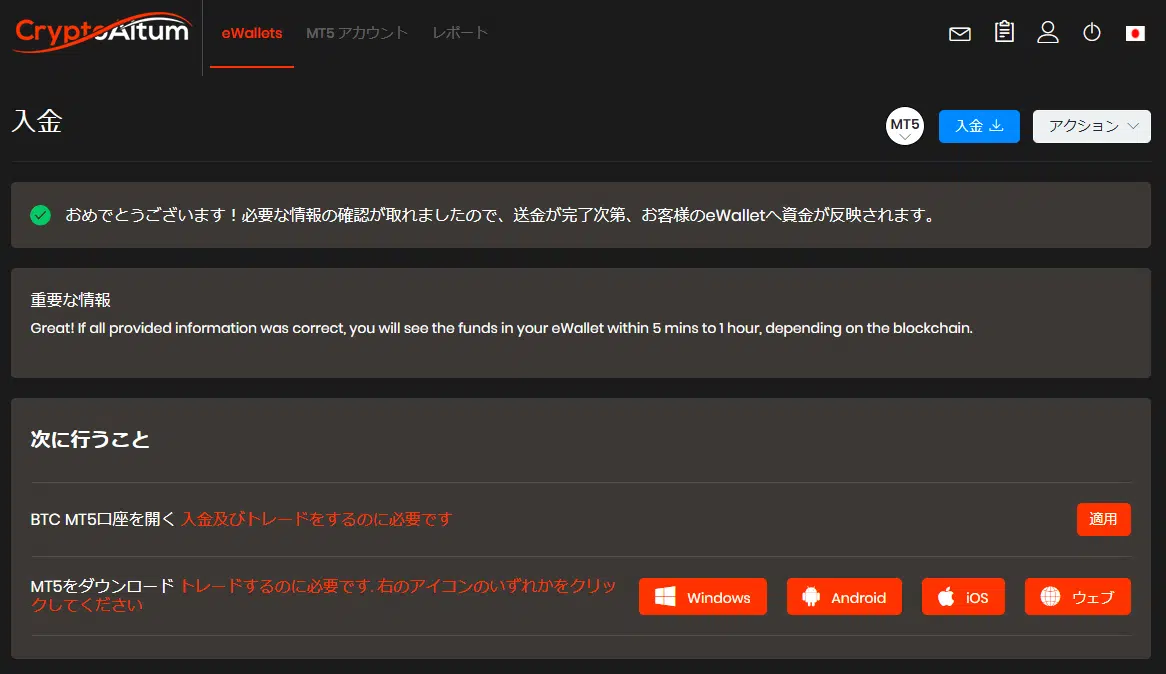 CryptoAltum
eWallets MT5 アカウント レポート
入金
MT5 入金 アクション
おめでとうございます！必要な情報の確認が取れましたので、送金が完了次第、お客様のeWalletへ資金が反映されます。
重要な情報
Great! If all provided information was correct, you will see the funds in your eWallet within 5 mins to 1 hour, depending on the blockchain.
次に行うこと
BTC MT5口座を開く 入金及びトレードをするのに必要です 適用
MT5をダウンロード トレードするのに必要です. 右のアイコンのいずれかをクリッ
クしてください
Windows Android iOS ウェブ